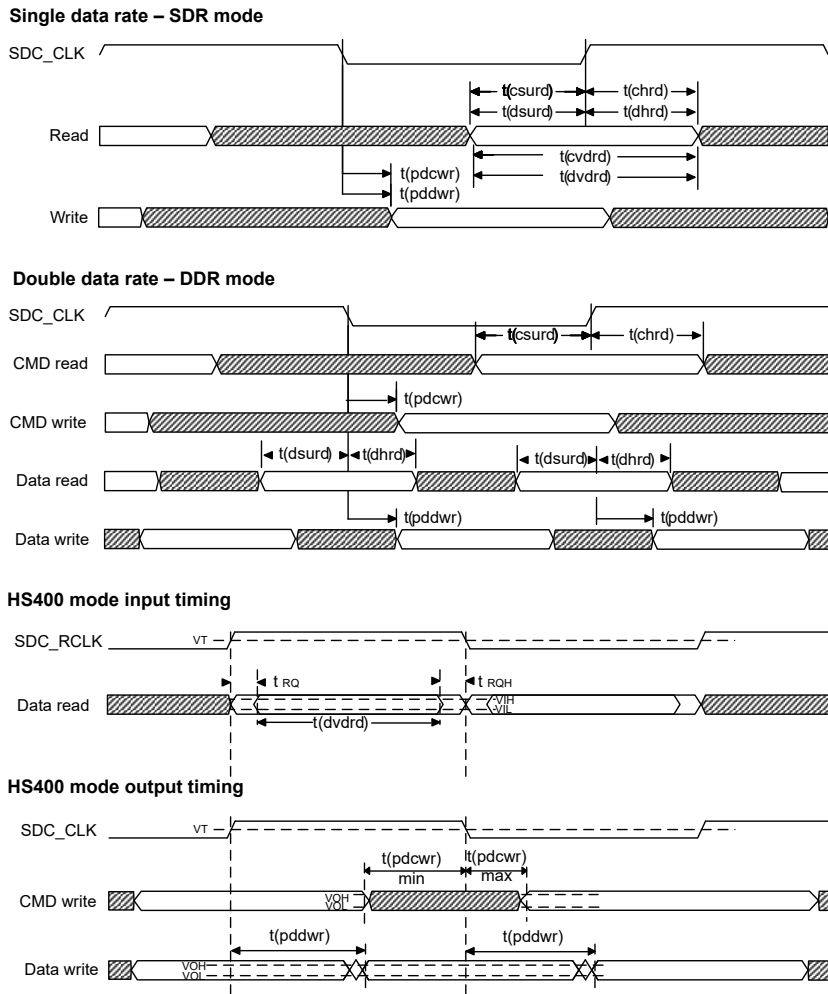 Single data rate – SDR mode
SDC_CLK
t(csurd) t(chrd)
t(dsurd) t(dhrd)
Read
t(cvdrd)
t(pdcwr)
t(dvdrd)
t(pddwr)
Write
Double data rate – DDR mode
SDC_CLK
t(csurd) t(chrd)
CMD read
t(pdcwr)
CMD write
t(dsurd) t(dhrd) t(dsurd) t(dhrd)
Data read
t(pddwr) t(pddwr)
Data write
HS400 mode input timing
SDC_RCLK VT
t RQ t RQH
Data read VIH
VIL
t(dvdrd)
HS400 mode output timing
SDC_CLK VT
t(pdcwr) t(pdcwr)
min max
CMD write VOH
VOL
t(pddwr) t(pddwr)
Data write VOH
VOL